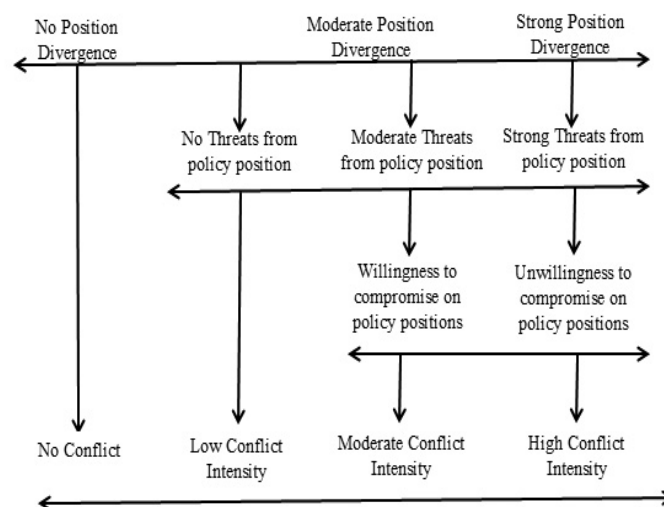 No Position
Divergence
Moderate Position
Divergence
Strong Position
Divergence
No Threats from
policy position
Moderate Threats
from policy position
Strong Threats from
policy position
Willingness to
compromise on
policy positions
Unwillingness to
compromise on
policy positions
No Conflict
Low Conflict
Intensity
Moderate Conflict
Intensity
High Conflict
Intensity